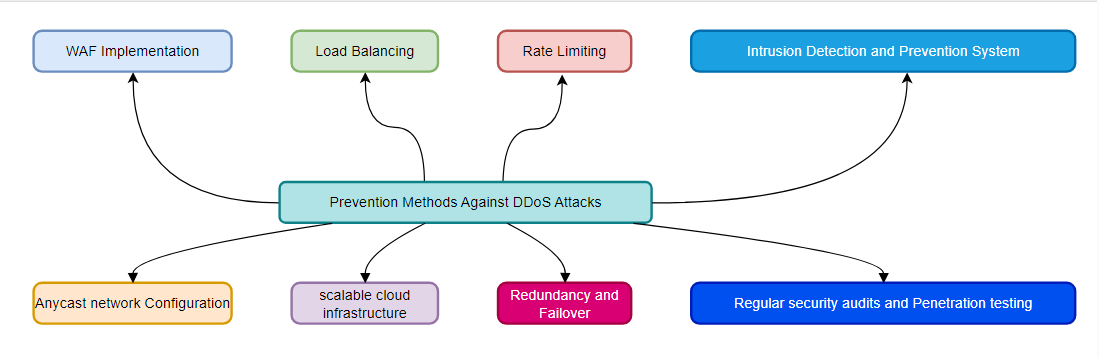 WAF Implementation
Load Balancing
Rate Limiting
Intrusion Detection and Prevention System
Prevention Methods Against DDoS Attacks
Anycast network Configuration
scalable cloud
infrastructure
Redundancy and
Failover
Regular security audits and Penetration testing